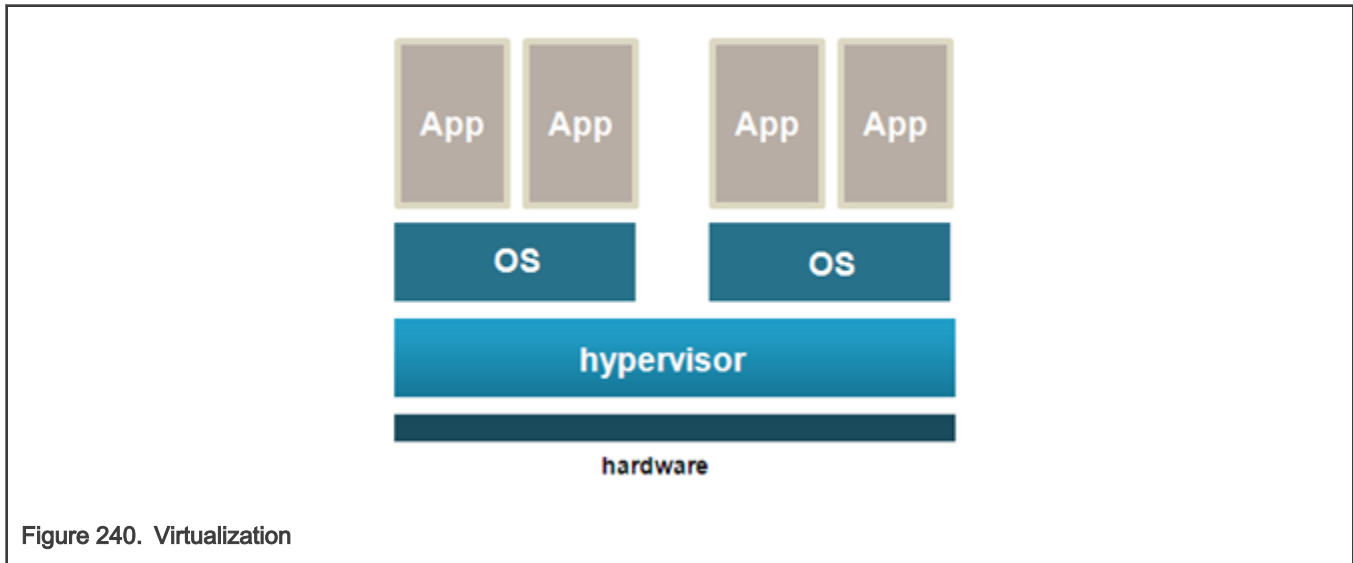 App App App App
OS OS
hypervisor
hardware
Figure 240. Virtualization